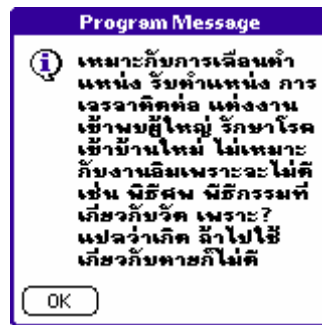 Program Message
เหมาะกับการเลือนตำ
แหน่ง รับตำแหน่ง การ
เจรจาติดต่อ แต่งงาน
เข้าพบผู้ใหญ่ รักษาโรค
เข้าบ้านใหม่ ไม่เหมาะ
กับงานอิมเพราะจะไม่ดี
เช่น พิธีศพ พิธีกรรมที่
เกี่ยวกับวัด เพราะ?
แปลว่าเกิด ถ้าไปใช้
เกี่ยวกับตายก็ไม่ดี
OK